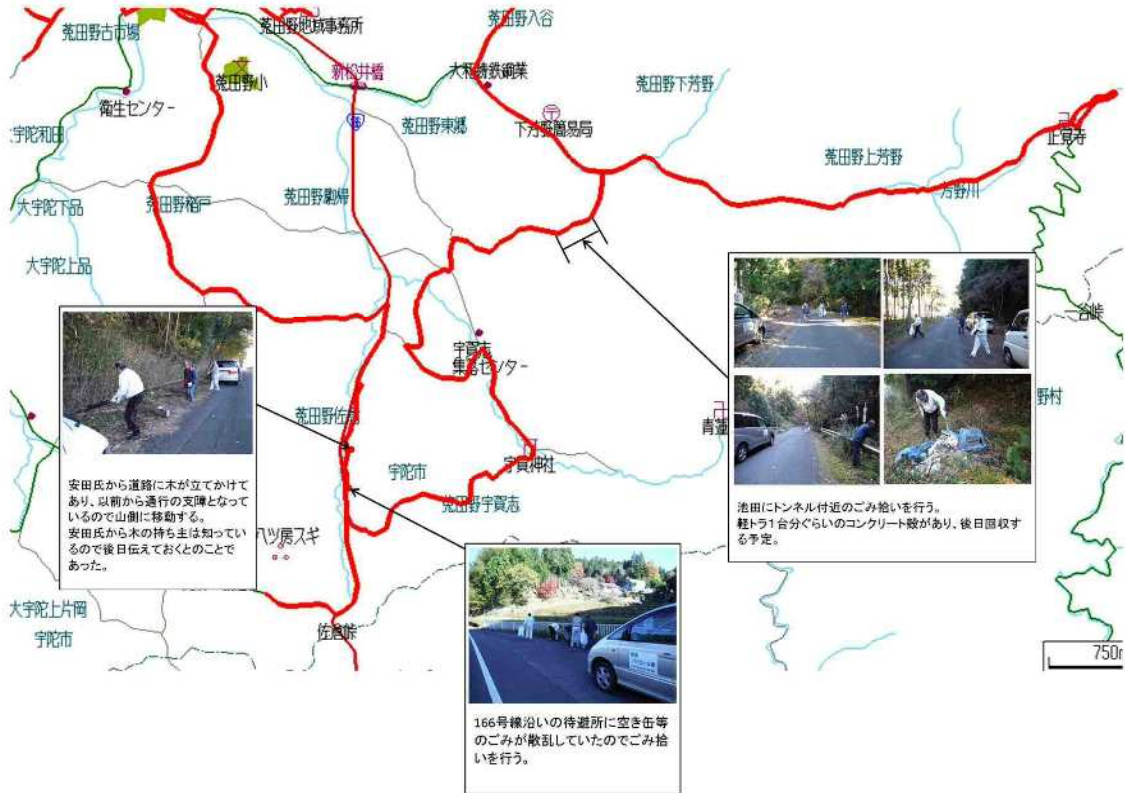 菟田野古市場
菟田野地域事務所
菟田野入谷
菟田野小
新松井橋
大和鋳鉄鋼業
菟田野下芳野
衛生センター
166
菟田野東郷
下芳野簡易局
大宇陀和田
菟田野上芳野
正覚寺
芳野川
大宇陀下品
菟田野稲戸
菟田野駒帰
大宇陀上品
一谷峠
宇賀志
集落センター
野村
菟田野佐倉
宇陀市
宇賀神社
菟田野宇賀志
八ツ房スギ
大宇陀上片岡
宇陀市
佐倉峠
750m
安田氏から道路に木が立てかけて
あり、以前から通行の支障となって
いるので山側に移動する。
安田氏から木の持ち主は知ってい
るので後日伝えておくとのことで
あった。
池田にトンネル付近のごみ拾いを行う。
軽トラ1台分ぐらいのコンクリート殻があり、後日回収す
る予定。
166号線沿いの待避所に空き缶等
のごみが散乱していたのでごみ拾
いを行う。